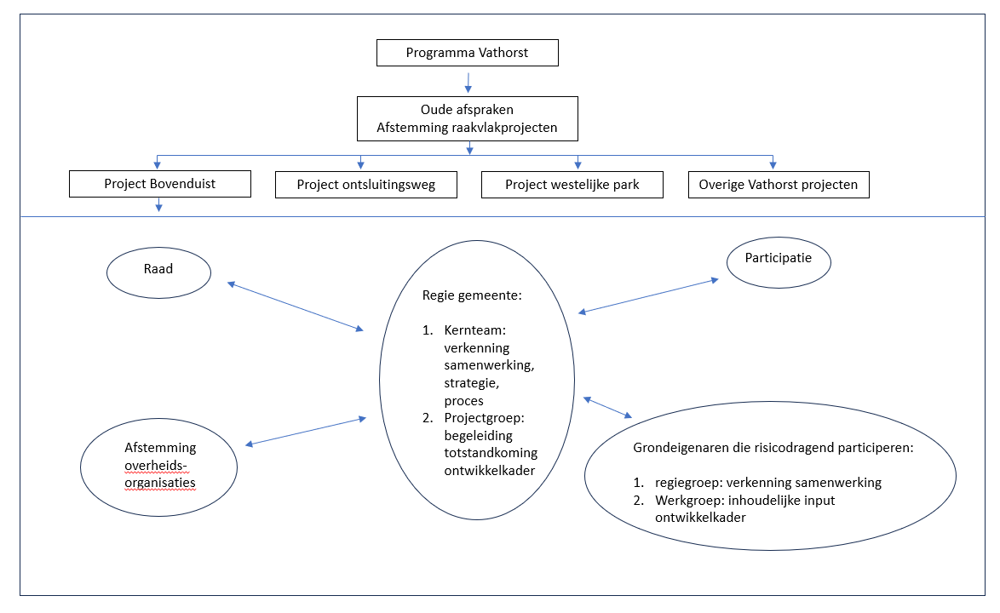 Programma Vathorst
Oude afspraken
Afstemming raakvlakprojecten
Project Bovenduist
Project ontsluitingsweg
Project westelijke park
Overige Vathorst projecten
Raad
Participatie
Regie gemeente:
1. Kernteam:
verkenning
samenwerking,
strategie,
proces
2. Projectgroep:
begeleiding
totstandkoming
ontwikkelkader
Afstemming
overheids-
organisaties
Grondeigenaren die risicodragend participeren:
1. regiegroep: verkenning samenwerking
2. Werkgroep: inhoudelijke input
ontwikkelkader